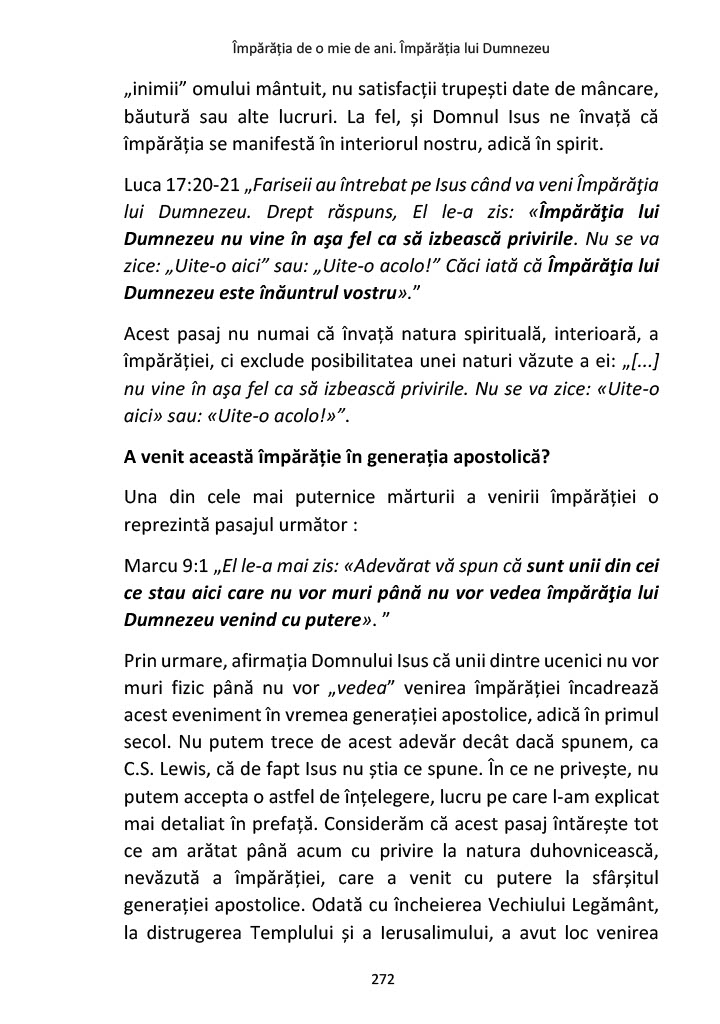 Împărăția de o mie de ani. Împărăția lui Dumnezeu
„inimii” omului mântuit, nu satisfacții trupești date de mâncare,
băutură sau alte lucruri. La fel, și Domnul Isus ne învață că
împărăția se manifestă în interiorul nostru, adică în spirit.
Luca 17:20-21 „Fariseii au întrebat pe Isus când va veni Împărăţia
lui Dumnezeu. Drept răspuns, El le-a zis: «Împărăţia lui
Dumnezeu nu vine în aşa fel ca să izbească privirile. Nu se va
zice: „Uite-o aici” sau: „Uite-o acolo!” Căci iată că Împărăţia lui
Dumnezeu este înăuntrul vostru».”
Acest pasaj nu numai că învață natura spirituală, interioară, a
împărăției, ci exclude posibilitatea unei naturi văzute a ei: „[...]
nu vine în aşa fel ca să izbească privirile. Nu se va zice: «Uite-o
aici» sau: «Uite-o acolo!»”.
A venit această împărăție în generația apostolică?
Una din cele mai puternice mărturii a venirii împărăției o
reprezintă pasajul următor :
Marcu 9:1 „El le-a mai zis: «Adevărat vă spun că sunt unii din cei
ce stau aici care nu vor muri până nu vor vedea împărăţia lui
Dumnezeu venind cu putere». ”
Prin urmare, afirmația Domnului Isus că unii dintre ucenici nu vor
muri fizic până nu vor „vedea” venirea împărăției încadrează
acest eveniment în vremea generației apostolice, adică în primul
secol. Nu putem trece de acest adevăr decât dacă spunem, ca
C.S. Lewis, că de fapt Isus nu știa ce spune. În ce ne privește, nu
putem accepta o astfel de înțelegere, lucru pe care l-am explicat
mai detaliat în prefață. Considerăm că acest pasaj întărește tot
ce am arătat până acum cu privire la natura duhovnicească,
nevăzută a împărăției, care a venit cu putere la sfârșitul
generației apostolice. Odată cu încheierea Vechiului Legământ,
la distrugerea Templului și a Ierusalimului, a avut loc venirea
272